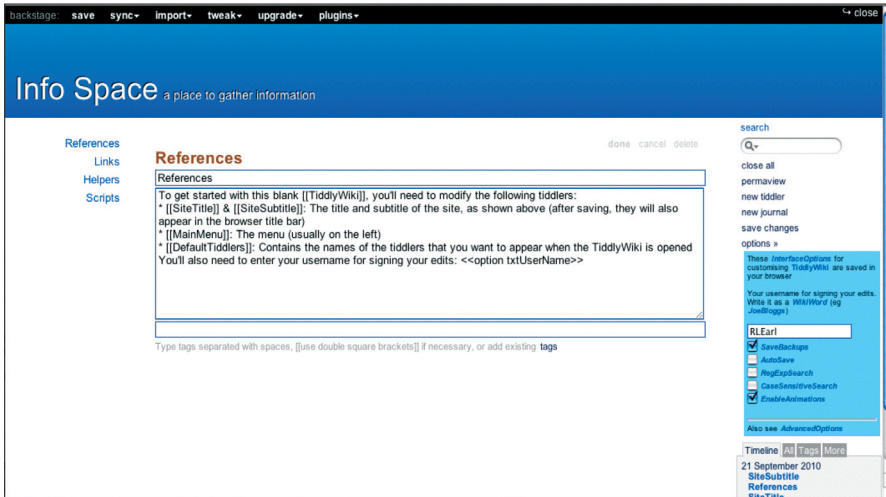 backstage: save sync▾ import▾ tweak▾ upgrade▾ plugins▾ ↪ close
Info Space a place to gather information
References
Links
Helpers
Scripts
done cancel delete
References
References
To get started with this blank [[TiddlyWiki]], you'll need to modify the following tiddlers:
* [[SiteTitle]] & [[SiteSubtitle]]: The title and subtitle of the site, as shown above (after saving, they will also
appear in the browser title bar)
* [[MainMenu]]: The menu (usually on the left)
* [[DefaultTiddlers]]: Contains the names of the tiddlers that you want to appear when the TiddlyWiki is opened
You'll also need to enter your username for signing your edits: <<option txtUserName>>
Type tags separated with spaces, [[use double square brackets]] if necessary, or add existing tags
search
close all
permaview
new tiddler
new journal
save changes
options »
These InterfaceOptions for
customising TiddlyWiki are saved in
your browser
Your username for signing your edits.
Write it as a WikiWord (eg
JoeBloggs)
RLEarl
SaveBackups
AutoSave
RegExpSearch
CaseSensitiveSearch
EnableAnimations
Also see AdvancedOptions
Timeline All Tags More
21 September 2010
SiteSubtitle
References
SiteTitle